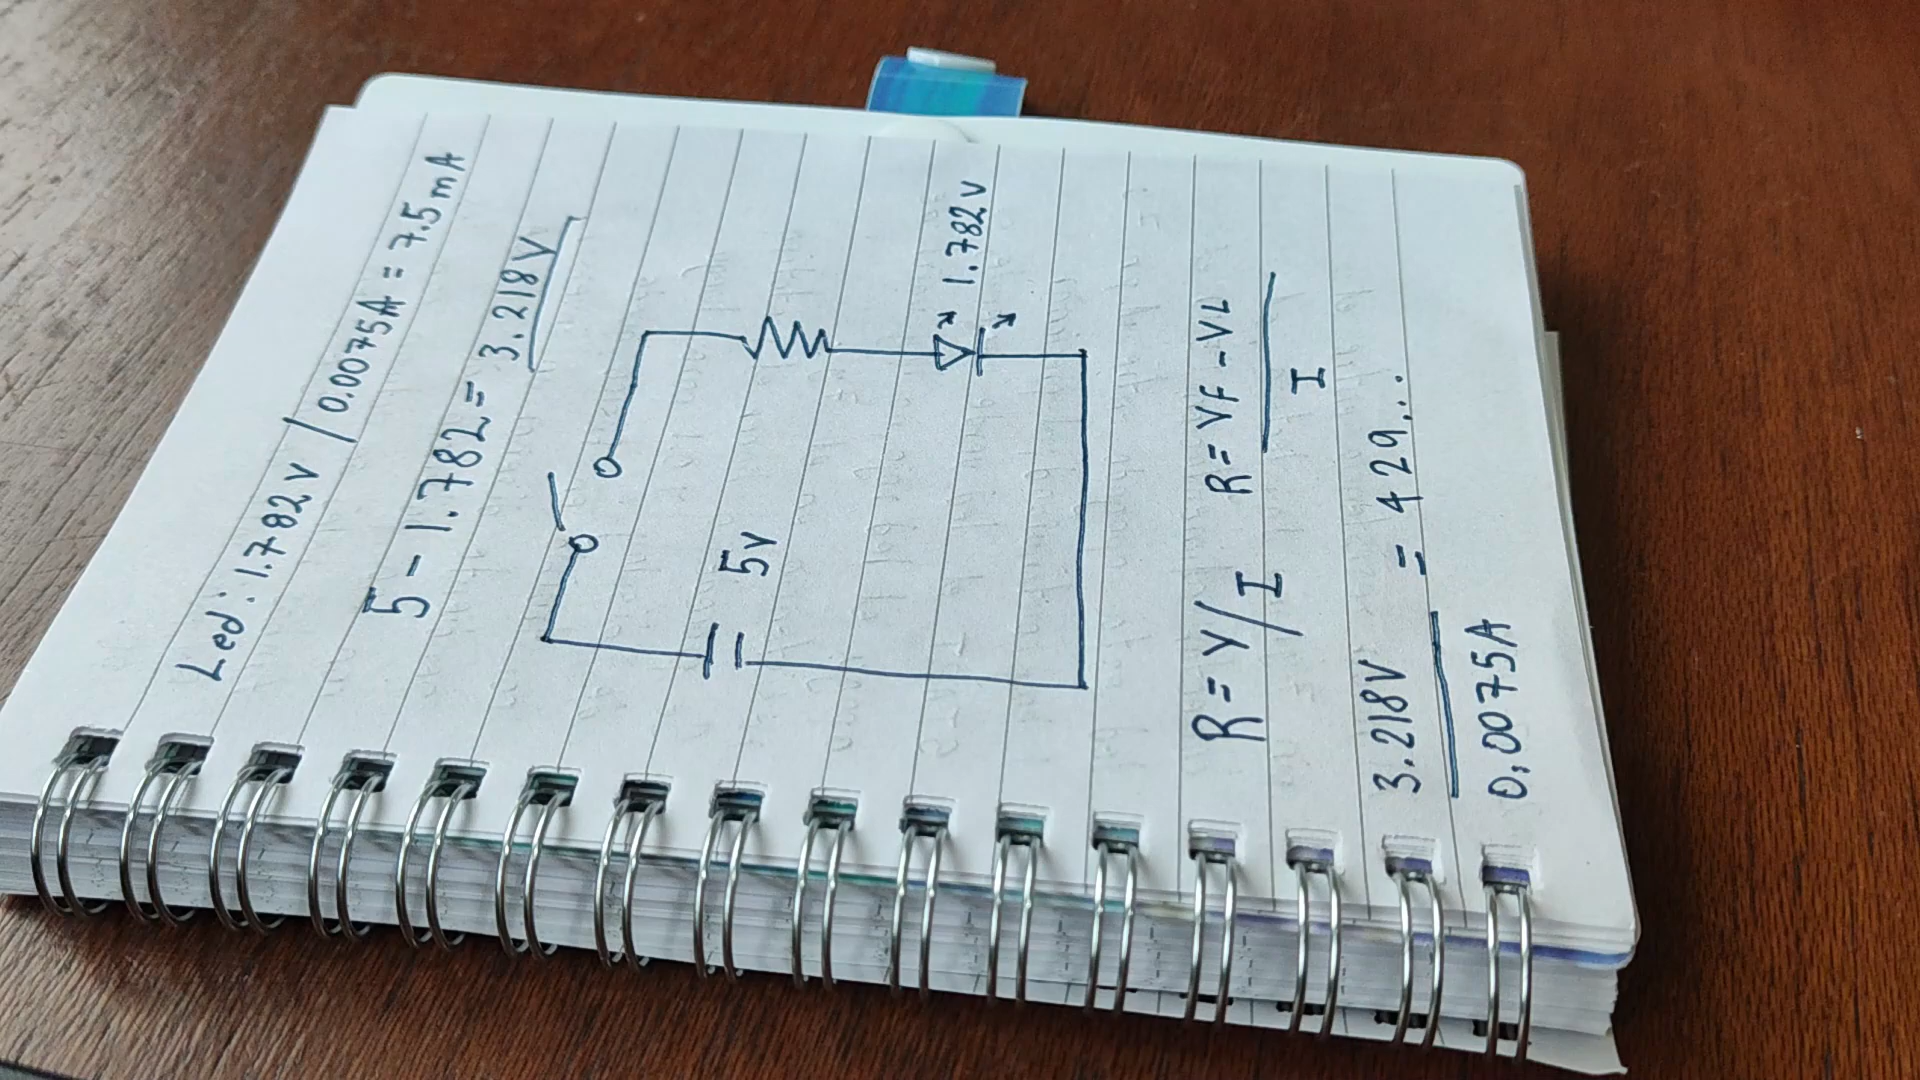 Led: 1.782V / 0.0075A = 7.5mA
5 - 1.782 = 3.218V
5V
1.782V
R = V/I R = VF - VL
I
3.218V = 429...
0.0075A